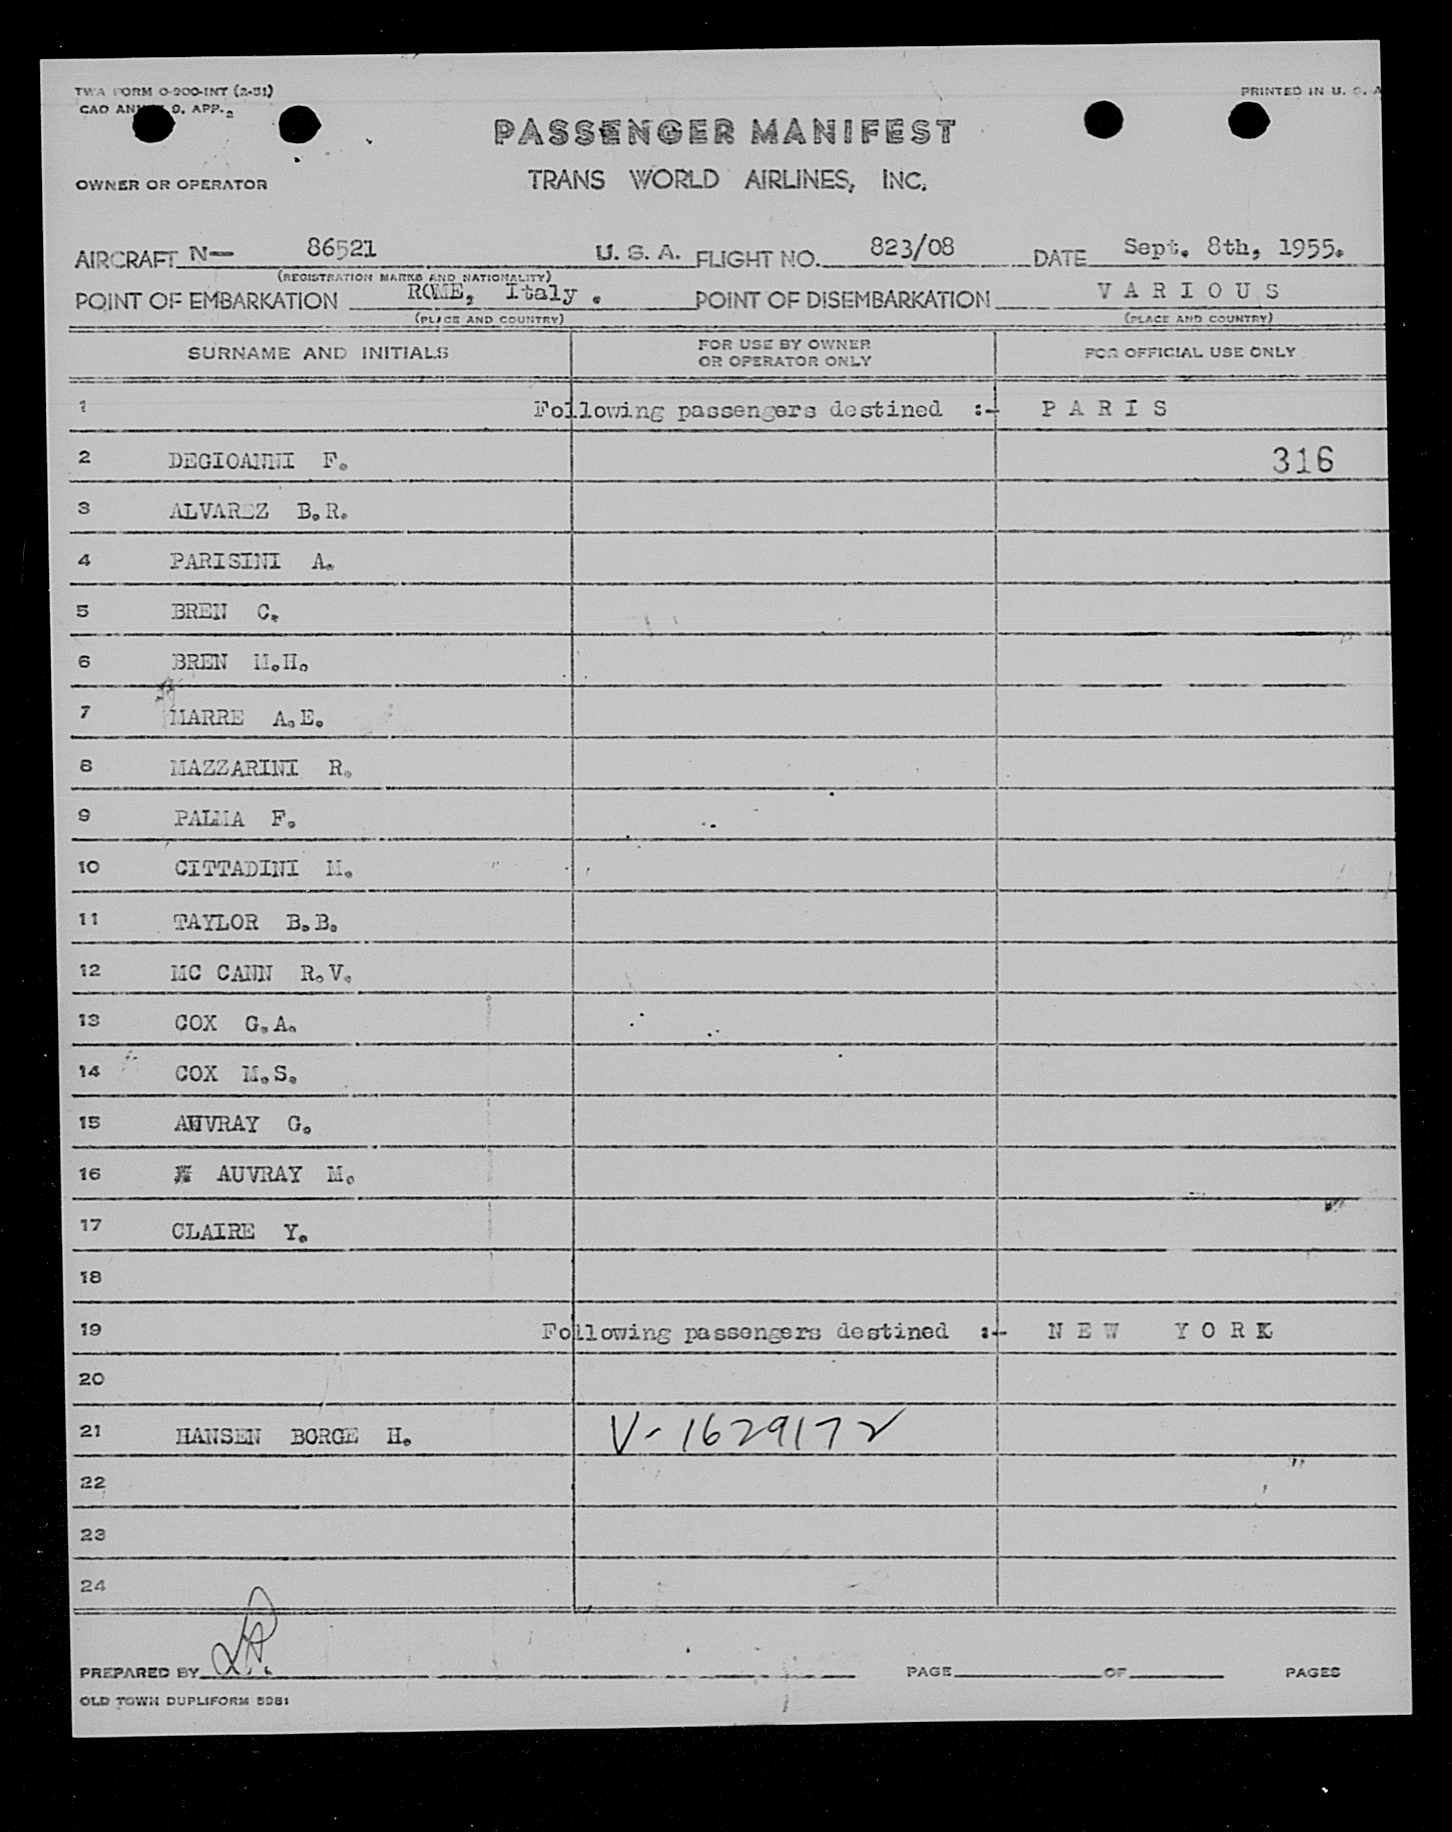 TWA FORM O-200-INT (2-51)
PRINTED IN U. S. A
CAO ANNEX 9, APP. 2
PASSENGER MANIFEST
OWNER OR OPERATOR
TRANS WORLD AIRLINES, INC.
AIRCRAFT N— 86521 U. S. A. FLIGHT NO. 823/08 DATE Sept. 8th, 1955.
(REGISTRATION MARKS AND NATIONALITY)
POINT OF EMBARKATION ROME, Italy . POINT OF DISEMBARKATION V A R I O U S
(PLACE AND COUNTRY) (PLACE AND COUNTRY)
SURNAME AND INITIALS FOR USE BY OWNER OR OPERATOR ONLY FOR OFFICIAL USE ONLY
1 Following passengers destined :- P A R I S
2 DEGIOANNI F. 316
3 ALVAREZ B.R.
4 PARISINI A.
5 BREN C.
6 BREN M.H.
7 MARRE A.E.
8 MAZZARINI R.
9 PALMA F.
10 CITTADINI M.
11 TAYLOR B.B.
12 MC CANN R.V.
13 COX G.A.
14 COX M.S.
15 AUVRAY G.
16 AUVRAY M.
17 CLAIRE Y.
18
19 Following passengers destined :- N E W Y O R K
20
21 HANSEN BORGE H. V-1629172
22
23
24
PREPARED BY PAGE OF PAGES
OLD TOWN DUPLIFORM 5981